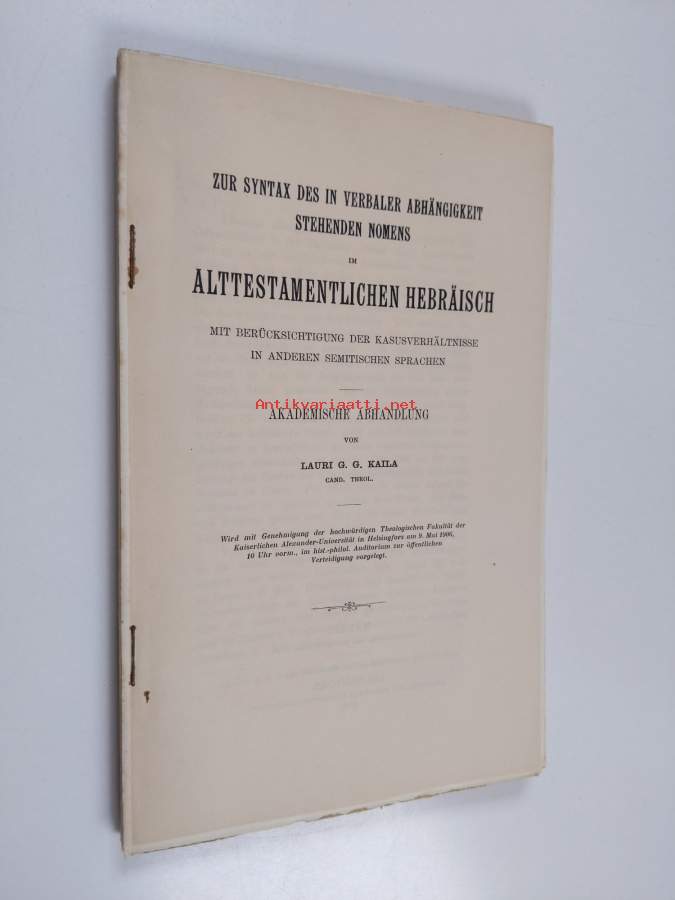 ZUR SYNTAX DES IN VERBALER ABHÄNGIGKEIT
STEHENDEN NOMENS
IM
ALTTESTAMENTLICHEN HEBRÄISCH
MIT BERÜCKSICHTIGUNG DER KASUSVERHÄLTNISSE
IN ANDEREN SEMITISCHEN SPRACHEN
Antikvariaatti.net
AKADEMISCHE ABHANDLUNG
VON
LAURI G. G. KAILA
CAND. THEOL.
Wird mit Genehmigung der hochwürdigen Theologischen Fakultät der
Kaiserlichen Alexander-Universität in Helsingfors am 9. Mai 1906,
10 Uhr vorm., im hist.-philol. Auditorium zur öffentlichen
Verteidigung vorgelegt.